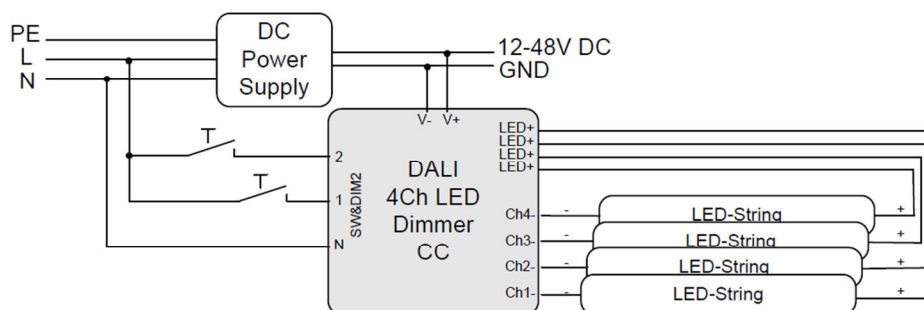 PE
L
N
DC
Power
Supply
12-48V DC
GND
V- V+
LED+
LED+
LED+
LED+
T
T
2
1
N
SW&DIM2
DALI
4Ch LED
Dimmer
CC
Ch4- - LED-String +
Ch3- - LED-String +
Ch2- - LED-String +
Ch1- - LED-String +